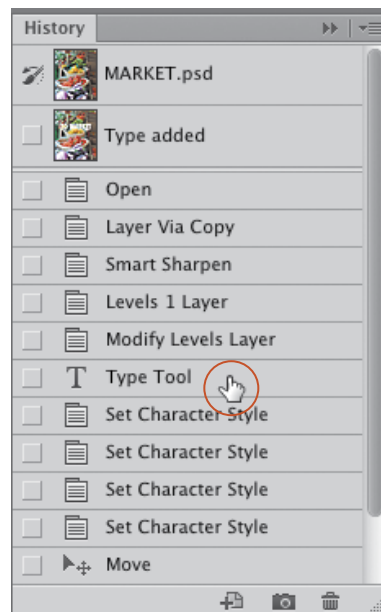 History
MARKET.psd
Type added
Open
Layer Via Copy
Smart Sharpen
Levels 1 Layer
Modify Levels Layer
T Type Tool
Set Character Style
Set Character Style
Set Character Style
Set Character Style
Move